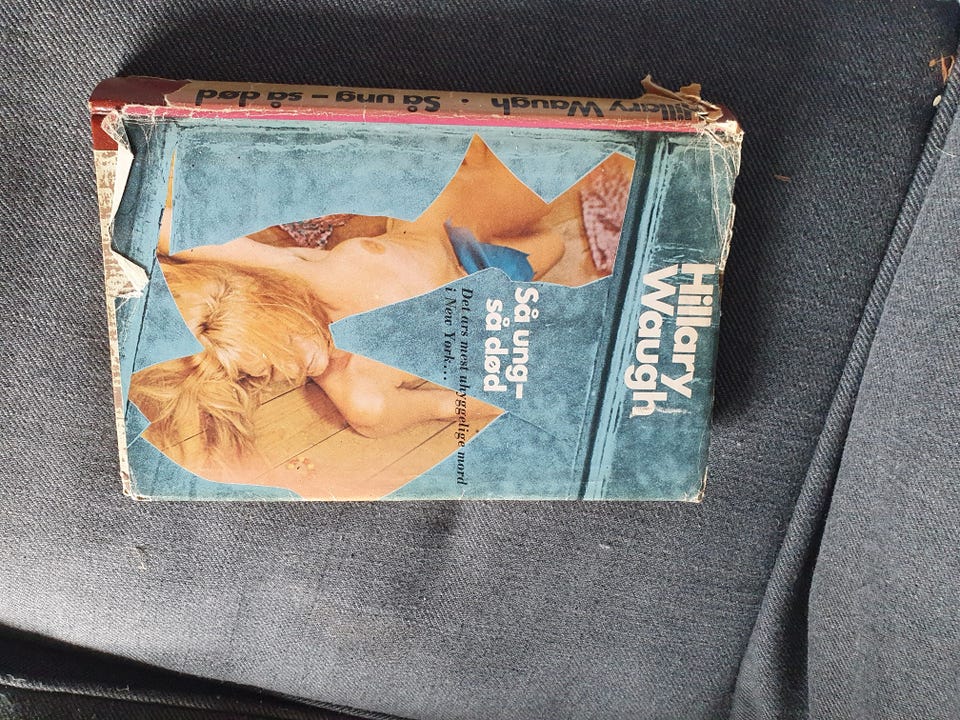 Hillary Waugh · Så ung – så død
Hillary
Waugh
Så ung–
så død
Det års mest uhyggelige mord
i New York...